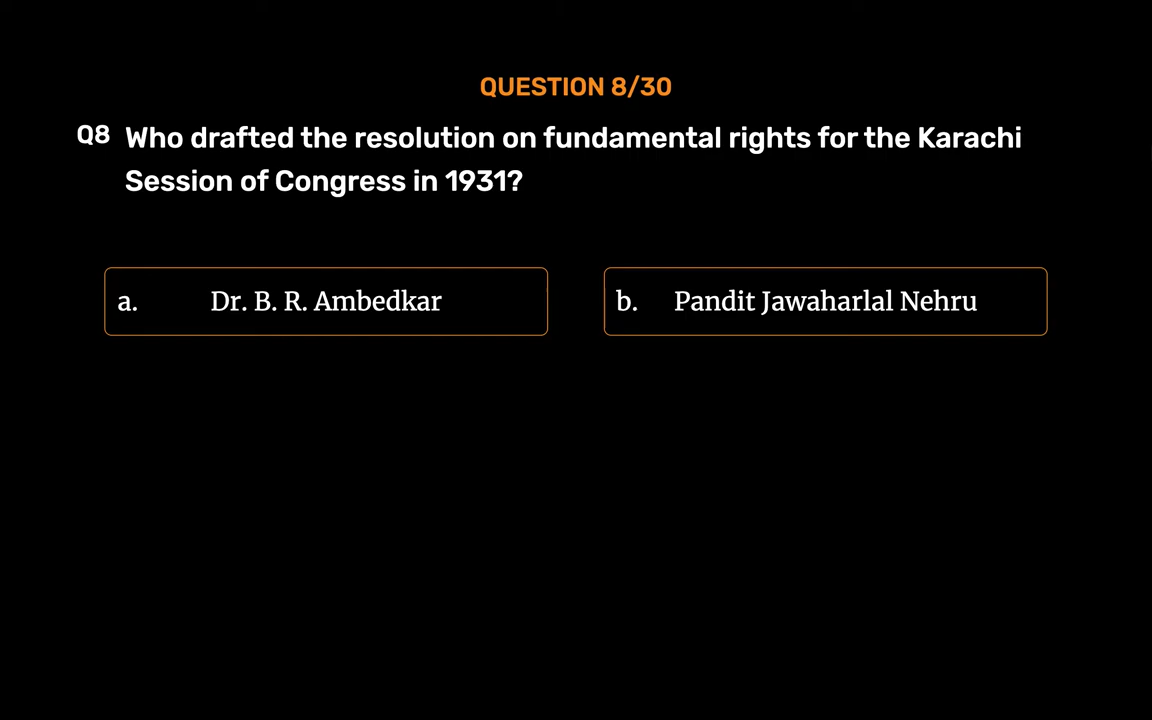 QUESTION 8/30
Q8 Who drafted the resolution on fundamental rights for the Karachi
Session of Congress in 1931?
a. Dr. B. R. Ambedkar
b. Pandit Jawaharlal Nehru